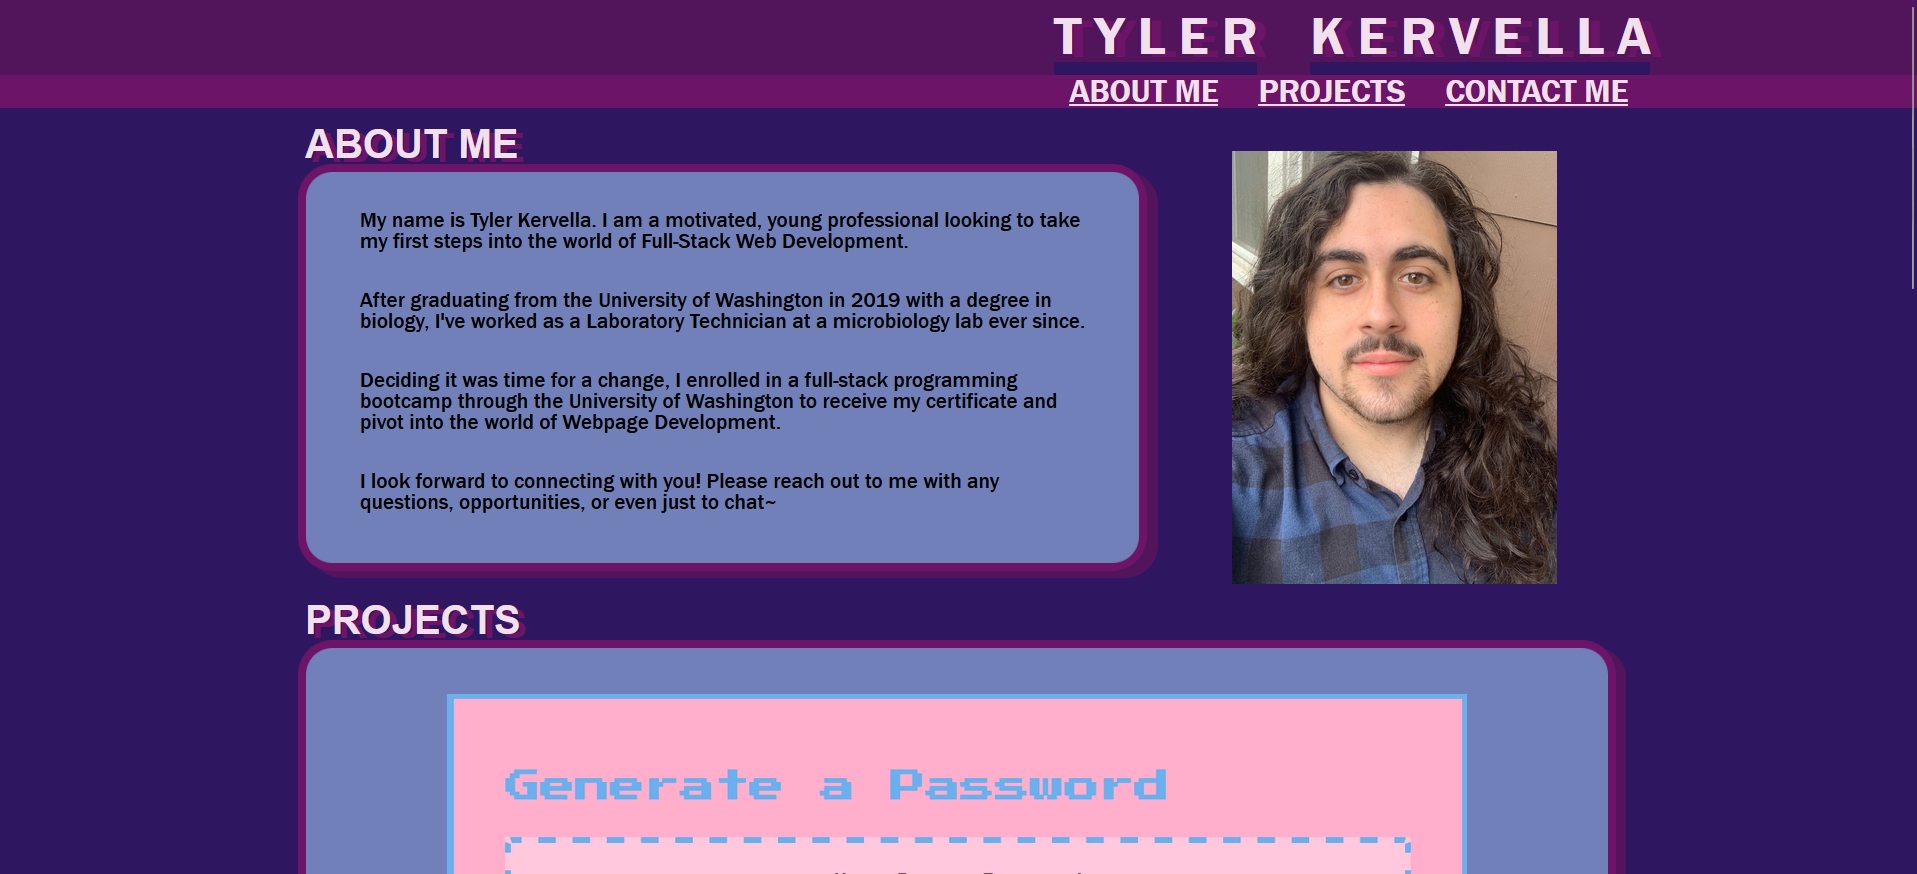 TYLER KERVELLA
ABOUT ME PROJECTS CONTACT ME
ABOUT ME
My name is Tyler Kervella. I am a motivated, young professional looking to take
my first steps into the world of Full-Stack Web Development.
After graduating from the University of Washington in 2019 with a degree in
biology, I've worked as a Laboratory Technician at a microbiology lab ever since.
Deciding it was time for a change, I enrolled in a full-stack programming
bootcamp through the University of Washington to receive my certificate and
pivot into the world of Webpage Development.
I look forward to connecting with you! Please reach out to me with any
questions, opportunities, or even just to chat~
PROJECTS
Generate a Password